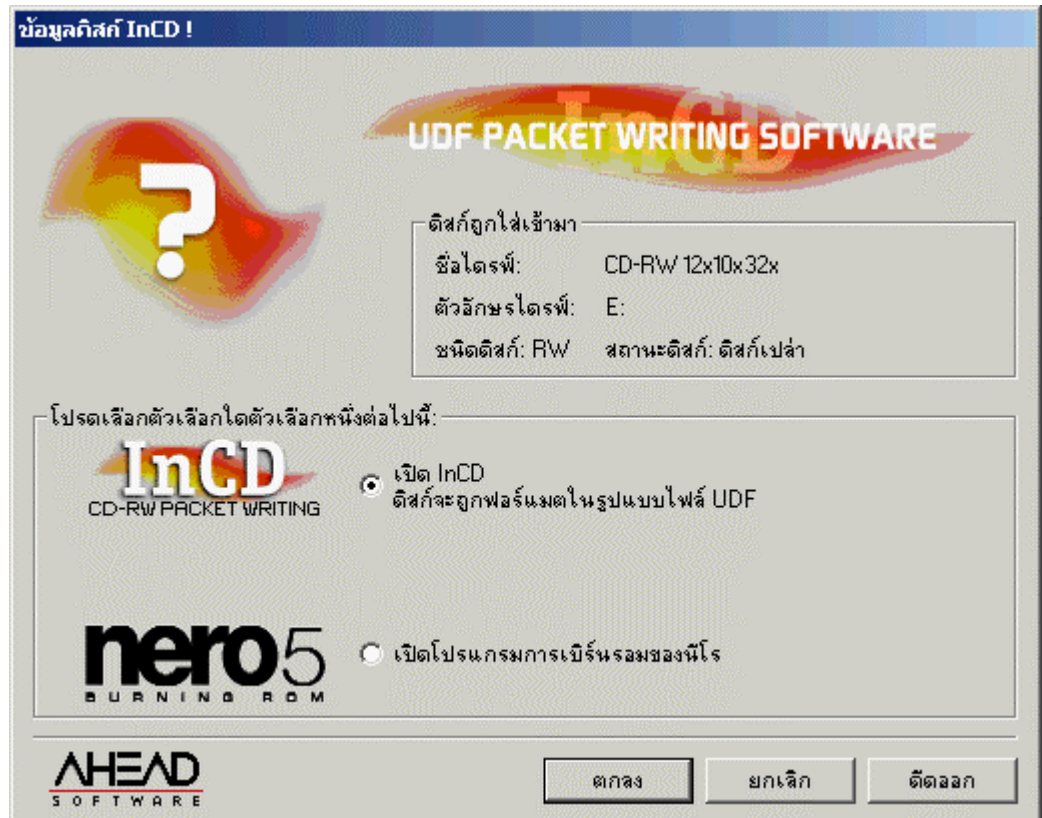 ข้อมูลดิสก์ InCD !
InCD
UDF PACKET WRITING SOFTWARE
?
ดิสก์ถูกใส่เข้ามา
ชื่อไดรฟ์: CD-RW 12x10x32x
ตัวอักษรไดรฟ์: E:
ชนิดดิสก์: RW สถานะดิสก์: ดิสก์เปล่า
โปรดเลือกตัวเลือกใดตัวเลือกหนึ่งต่อไปนี้:
InCD
CD-RW PACKET WRITING
เปิด InCD
ดิสก์จะถูกฟอร์แมตในรูปแบบไฟล์ UDF
nero5
BURNING ROM
เปิดโปรแกรมการเบิร์นรอมของนีโร
AHEAD
SOFTWARE
ตกลง ยกเลิก ดีดออก